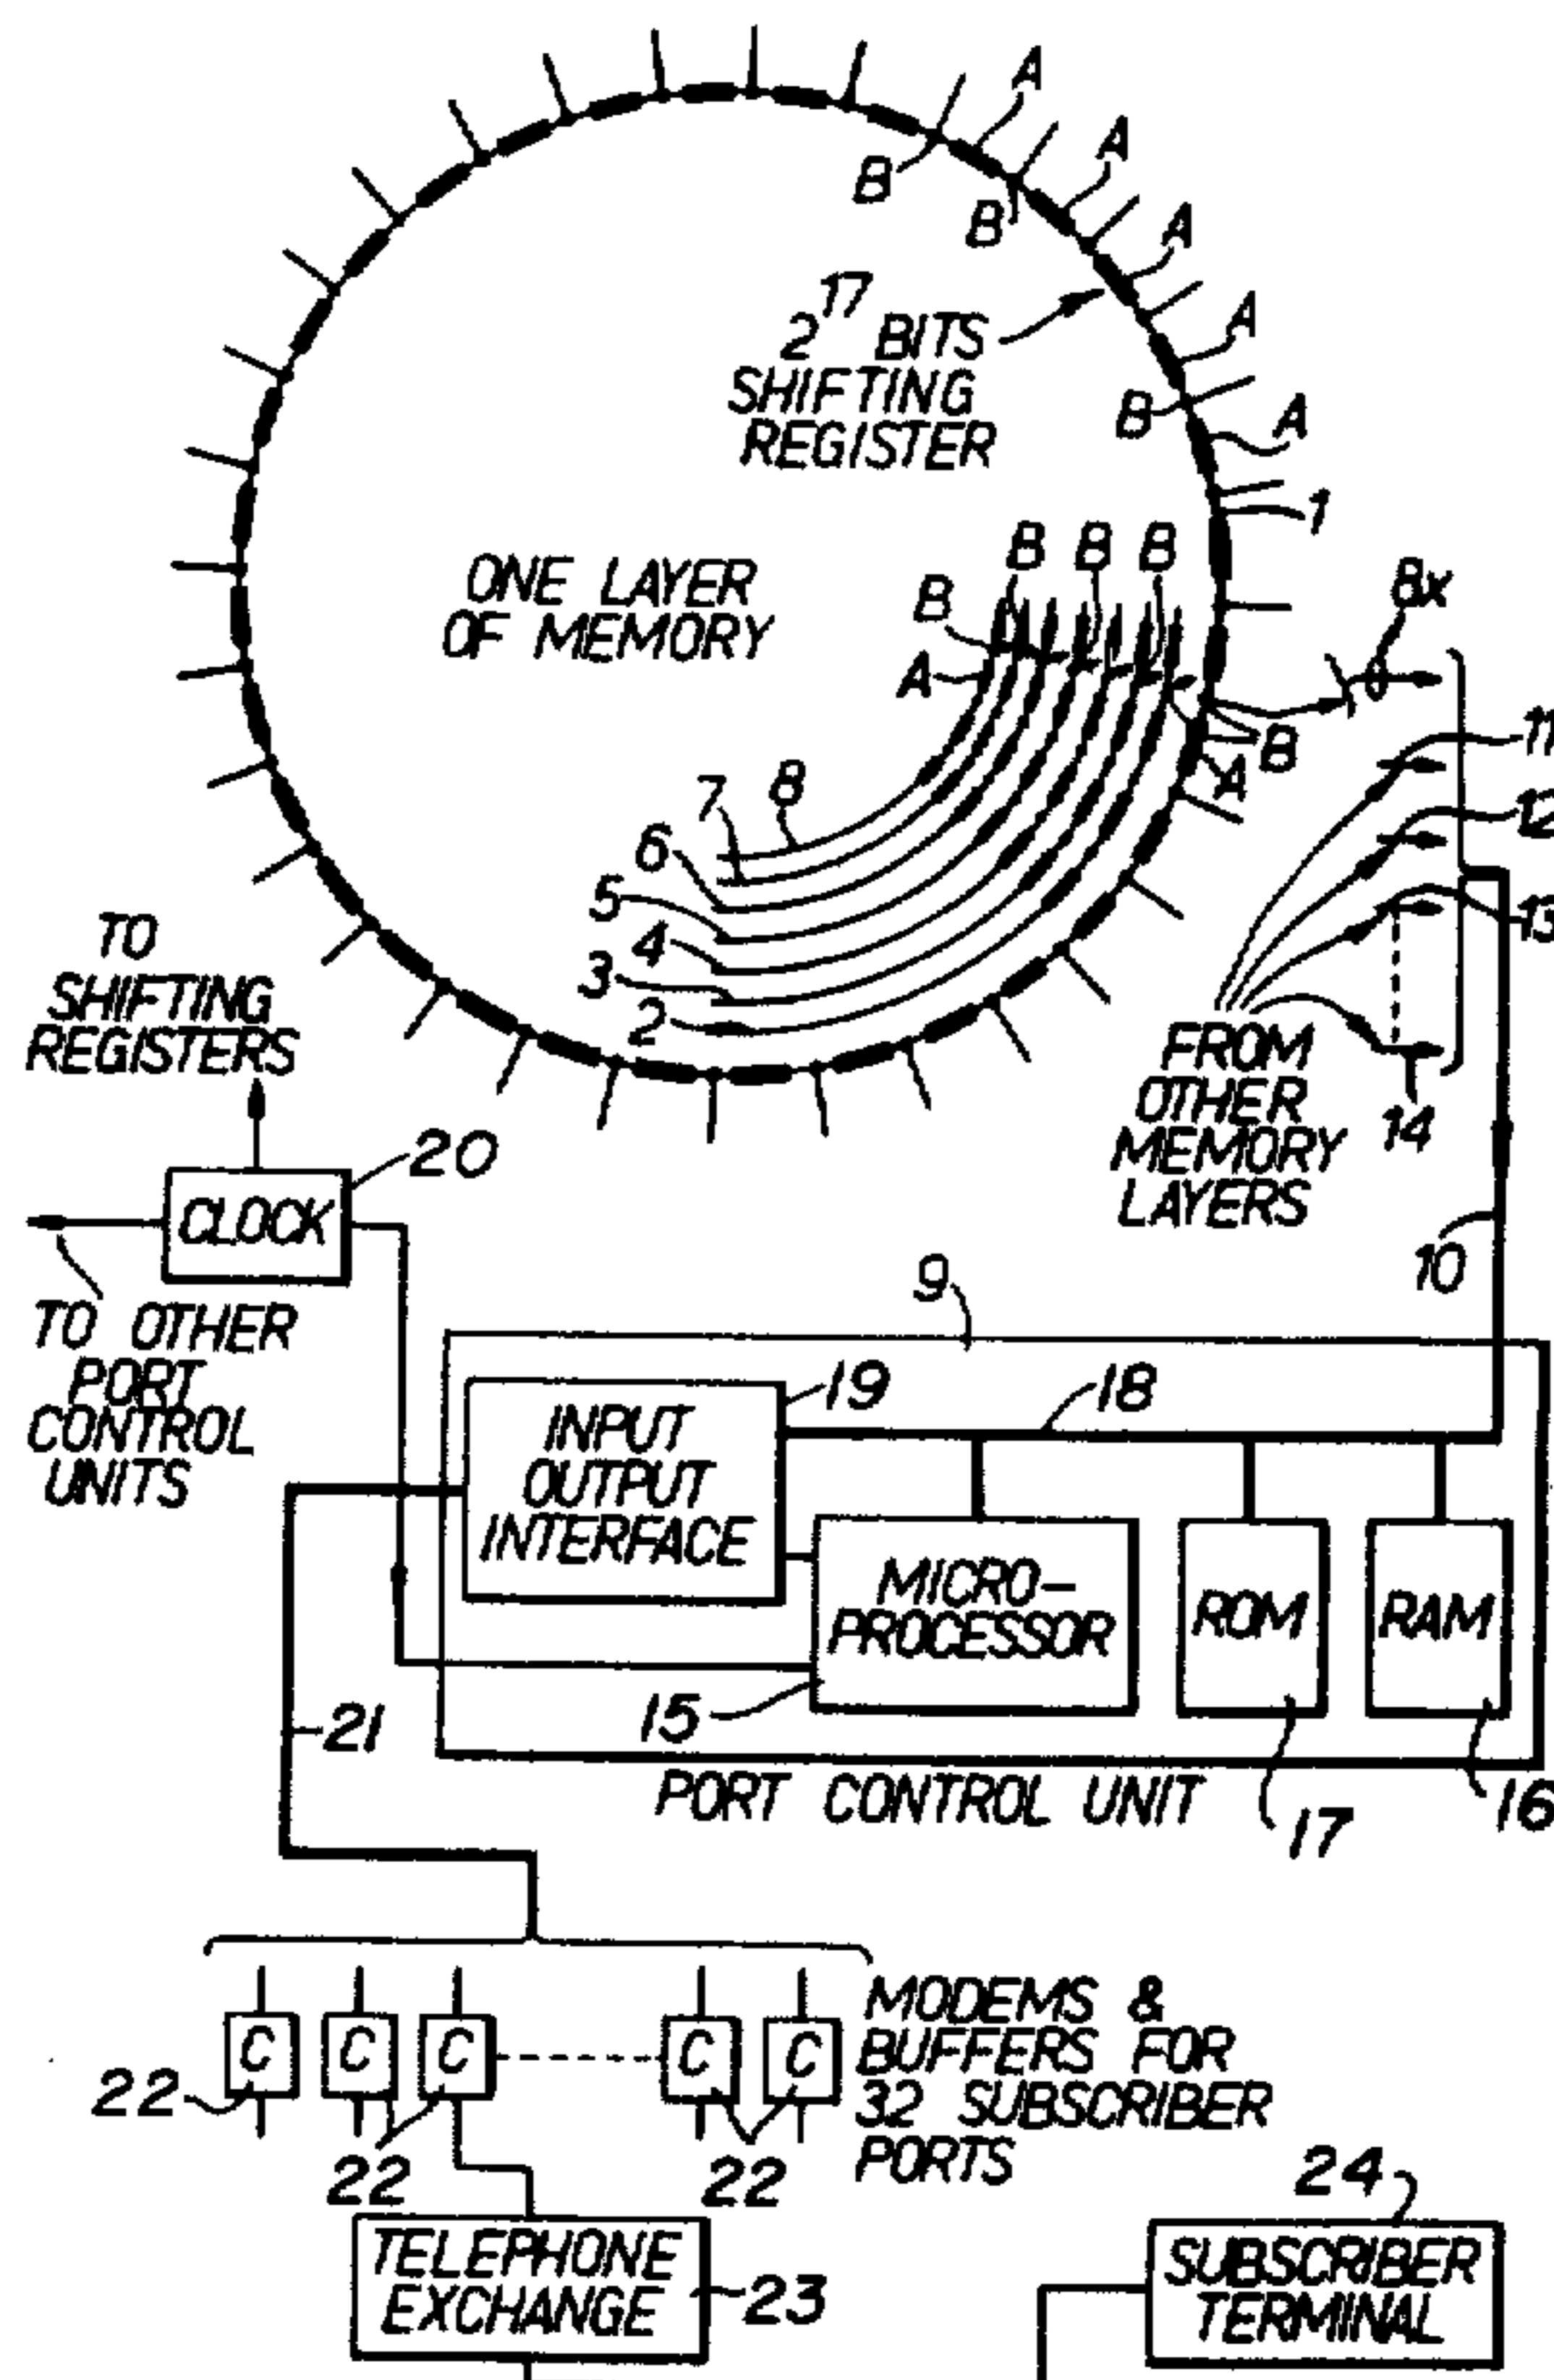 A
A
B
B
A
2^17 BITS
SHIFTING
REGISTER
A
B
A
1
ONE LAYER
OF MEMORY
B B B
B
A
8x
B
A
11
12
13
14
7 8
6
5
4
3
2
TO
SHIFTING
REGISTERS
FROM
OTHER
MEMORY
LAYERS
20
CLOCK
10
TO OTHER
PORT
CONTROL
UNITS
9
19
18
INPUT
OUTPUT
INTERFACE
MICRO-
PROCESSOR
ROM
RAM
15
21
PORT CONTROL UNIT
17
16
C C C C C
MODEMS &
BUFFERS FOR
32 SUBSCRIBER
PORTS
22
22
22
24
TELEPHONE
EXCHANGE
23
SUBSCRIBER
TERMINAL